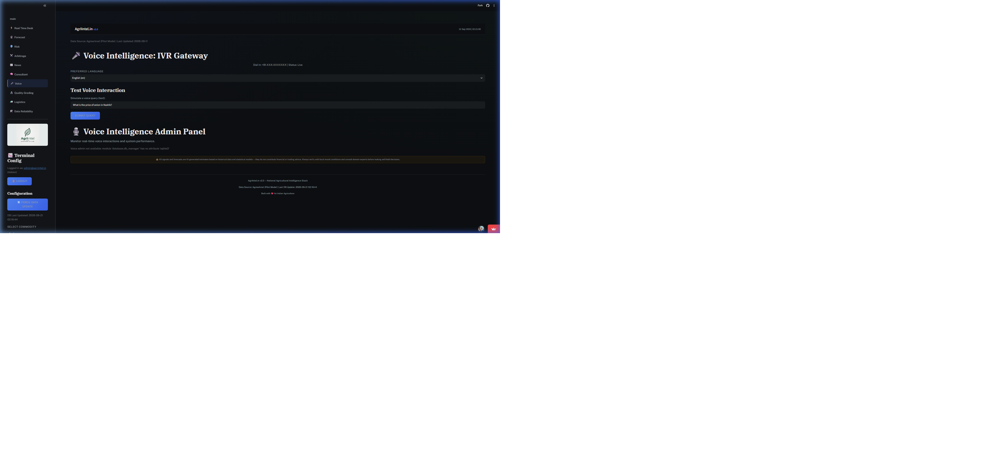 Fork
main
Real Time Desk
Forecast
Risk
Arbitrage
News
Consultant
Voice
Quality Grading
Logistics
Data Reliability
AgriIntel
Terminal
Config
Logged in as: admin@agriintel.in
(Admin)
LOGOUT
Configuration
FORCE DATA
UPDATE
DB Last Updated: 2026-09-21
02:16:44
SELECT COMMODITY
AgriIntel.in v2.0
21 Sep 2026 | 02:21:00
Data Source: Agmarknet (Pilot Mode) | Last Updated: 2026-09-11
Voice Intelligence: IVR Gateway
Dial In: +91-XXX-XXXXXXX | Status: Live
PREFERRED LANGUAGE
English (en)
Test Voice Interaction
Simulate a voice query (text):
What is the price of onion in Nashik?
SUBMIT QUERY
Voice Intelligence Admin Panel
Monitor real-time voice interactions and system performance.
Voice admin not available: module 'database.db_manager' has no attribute 'sqlite3'
All signals and forecasts are AI-generated estimates based on historical data and statistical models — they do not constitute financial or trading advice. Always verify with local mandi conditions and consult domain experts before making sell/hold decisions.
AgriIntel.in v2.0 — National Agricultural Intelligence Stack
Data Source: Agmarknet (Pilot Mode) | Last DB Update: 2026-09-21 02:16:44
Built with ❤️ for Indian Agriculture